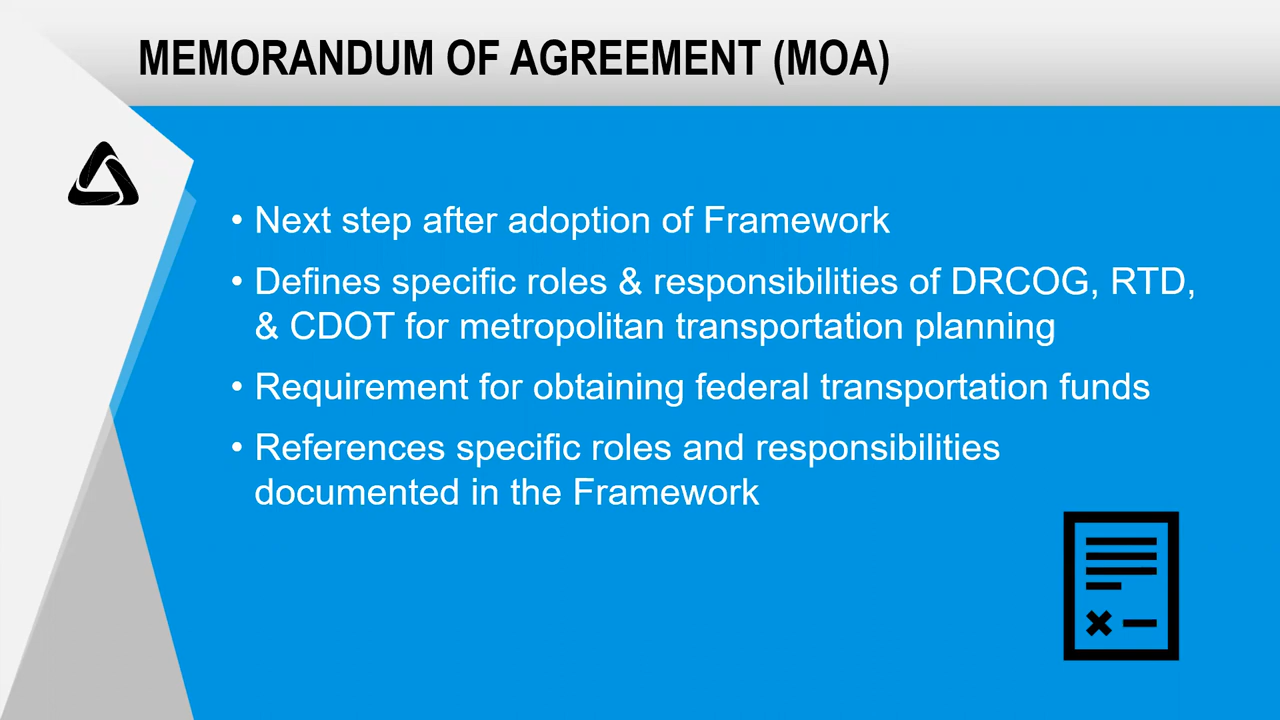 MEMORANDUM OF AGREEMENT (MOA)
• Next step after adoption of Framework
• Defines specific roles & responsibilities of DRCOG, RTD,
& CDOT for metropolitan transportation planning
• Requirement for obtaining federal transportation funds
• References specific roles and responsibilities
documented in the Framework